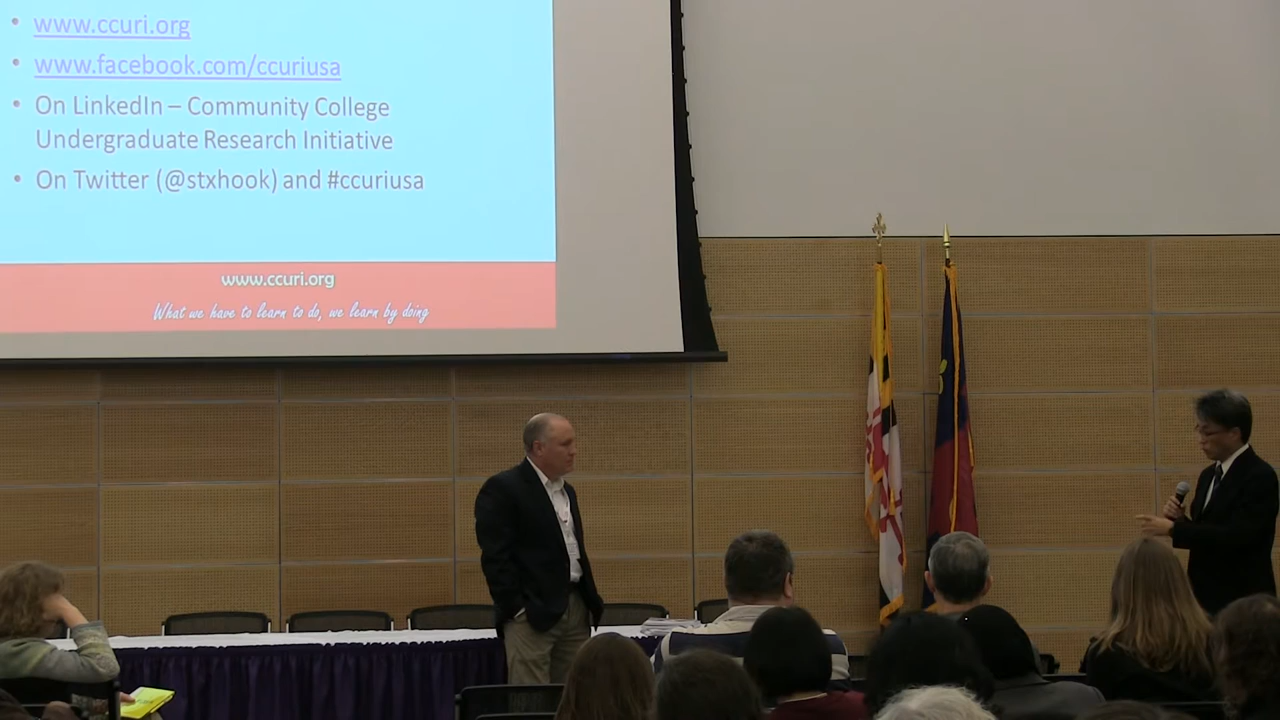 • www.ccuri.org
• www.facebook.com/ccuriusa
• On LinkedIn – Community College
Undergraduate Research Initiative
• On Twitter (@stxhook) and #ccuriusa
www.ccuri.org
What we have to learn to do, we learn by doing